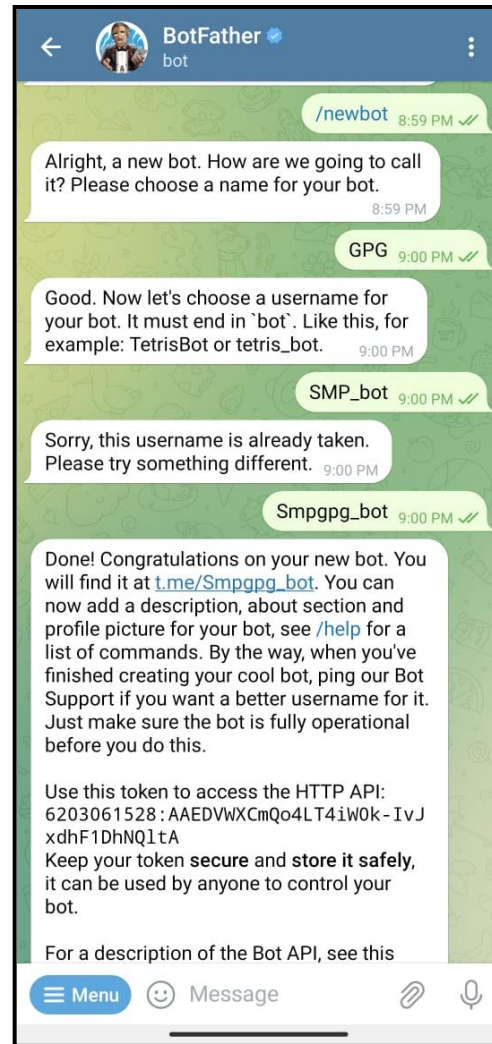 BotFather
bot
/newbot 8:59 PM
Alright, a new bot. How are we going to call
it? Please choose a name for your bot.
8:59 PM
GPG 9:00 PM
Good. Now let's choose a username for
your bot. It must end in `bot`. Like this, for
example: TetrisBot or tetris_bot. 9:00 PM
SMP_bot 9:00 PM
Sorry, this username is already taken.
Please try something different. 9:00 PM
Smpgpg_bot 9:00 PM
Done! Congratulations on your new bot. You
will find it at t.me/Smpgpg_bot. You can
now add a description, about section and
profile picture for your bot, see /help for a
list of commands. By the way, when you've
finished creating your cool bot, ping our Bot
Support if you want a better username for it.
Just make sure the bot is fully operational
before you do this.
Use this token to access the HTTP API:
6203061528:AAEDVWXCmQo4LT4iW0k-IvJ
xdhF1DhNQltA
Keep your token secure and store it safely,
it can be used by anyone to control your
bot.
For a description of the Bot API, see this
Menu Message